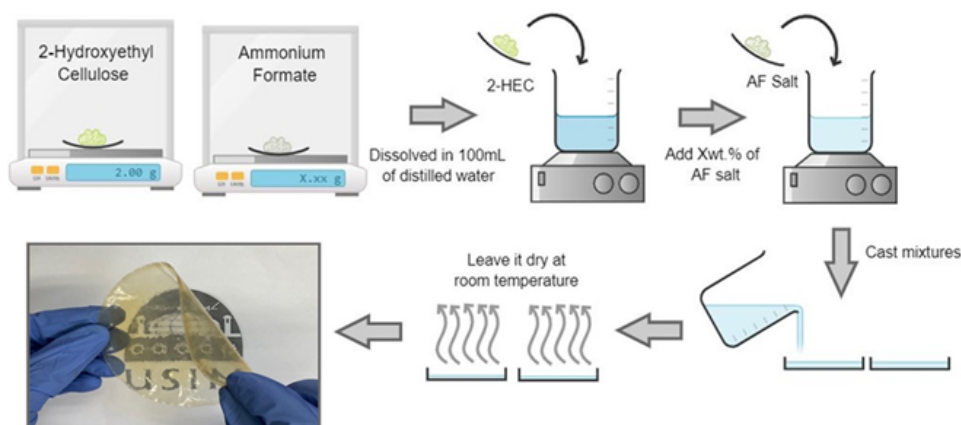 2-Hydroxyethyl
Cellulose
2.00 g
Ammonium
Formate
X.xx g
Dissolved in 100mL
of distilled water
2-HEC
Add Xwt.% of
AF salt
AF Salt
Cast mixtures
Leave it dry at
room temperature